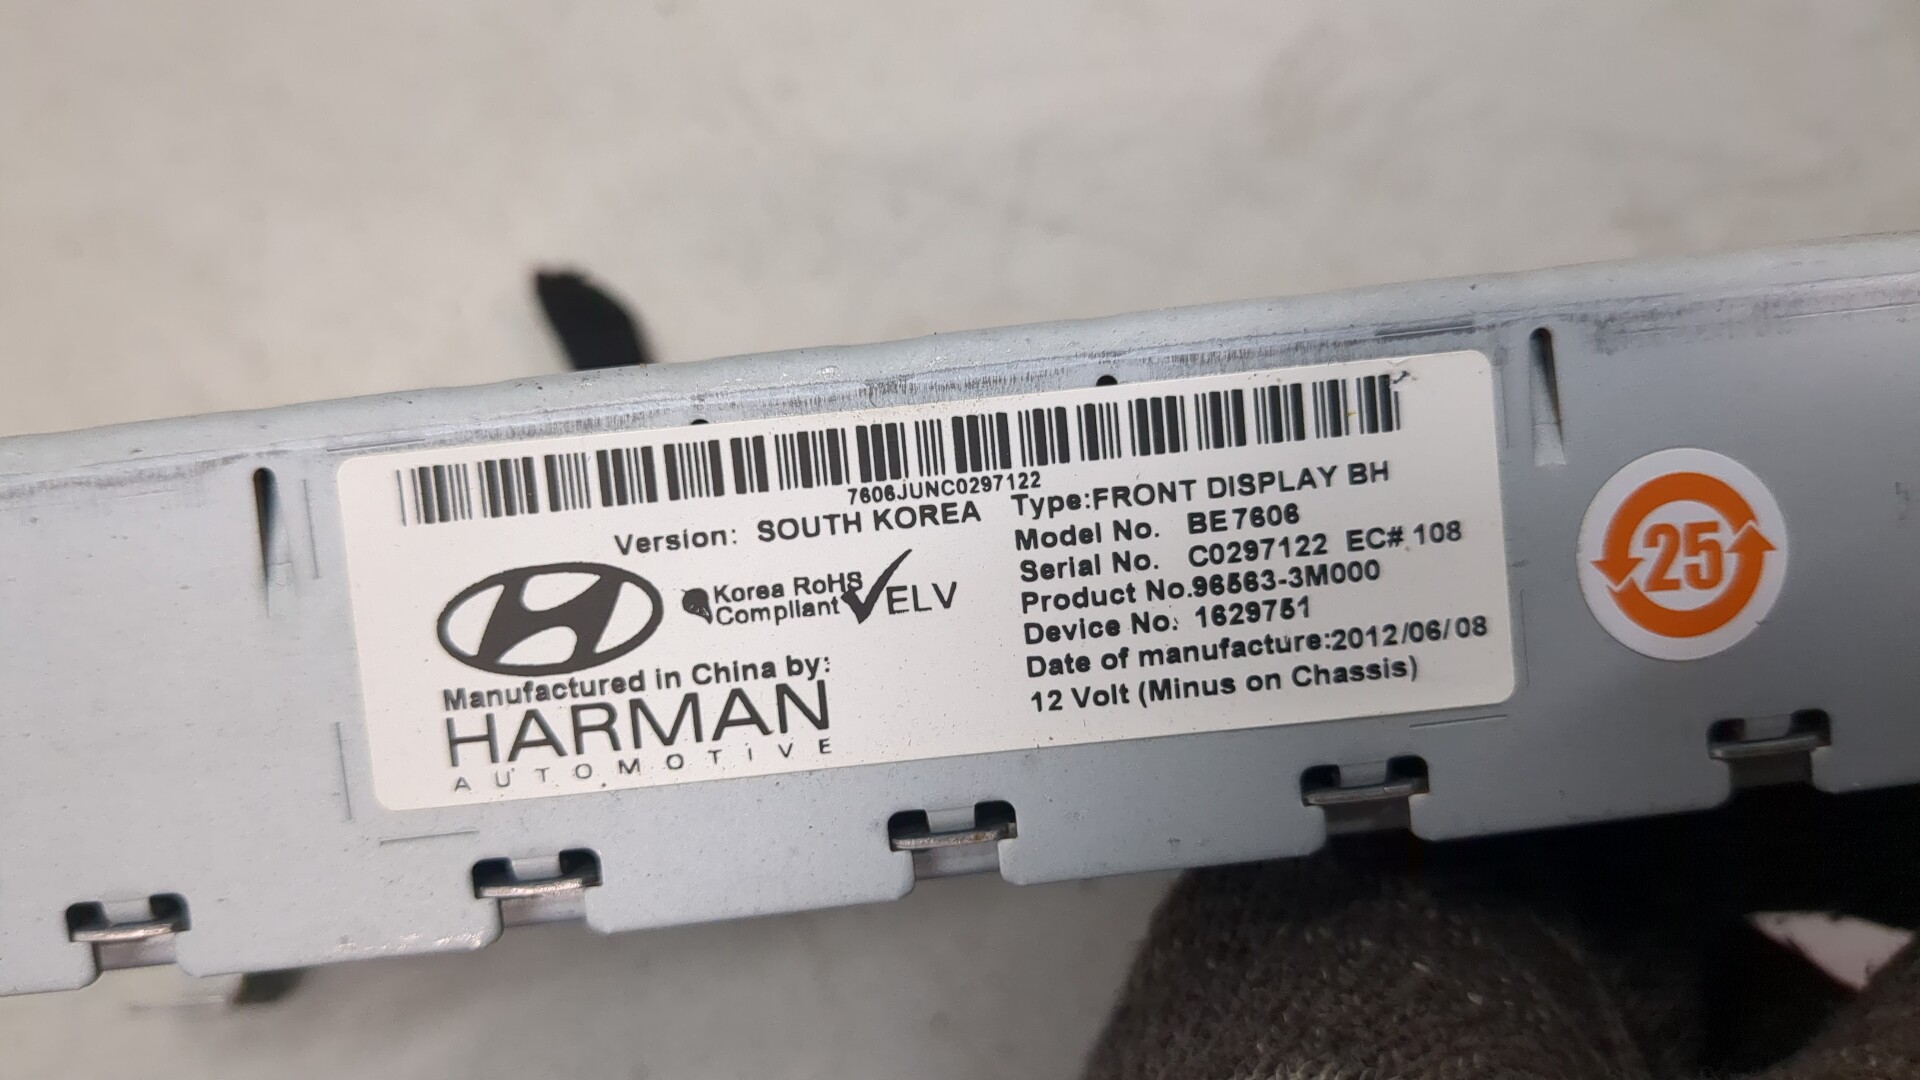 7606JUNC0297122
Version: SOUTH KOREA
Korea RoHS
Compliant
ELV
Manufactured in China by:
HARMAN
AUTOMOTIVE
Type:FRONT DISPLAY BH
Model No. BE7606
Serial No. C0297122 EC# 108
Product No.96563-3M000
Device No: 1629751
Date of manufacture:2012/06/08
12 Volt (Minus on Chassis)
25